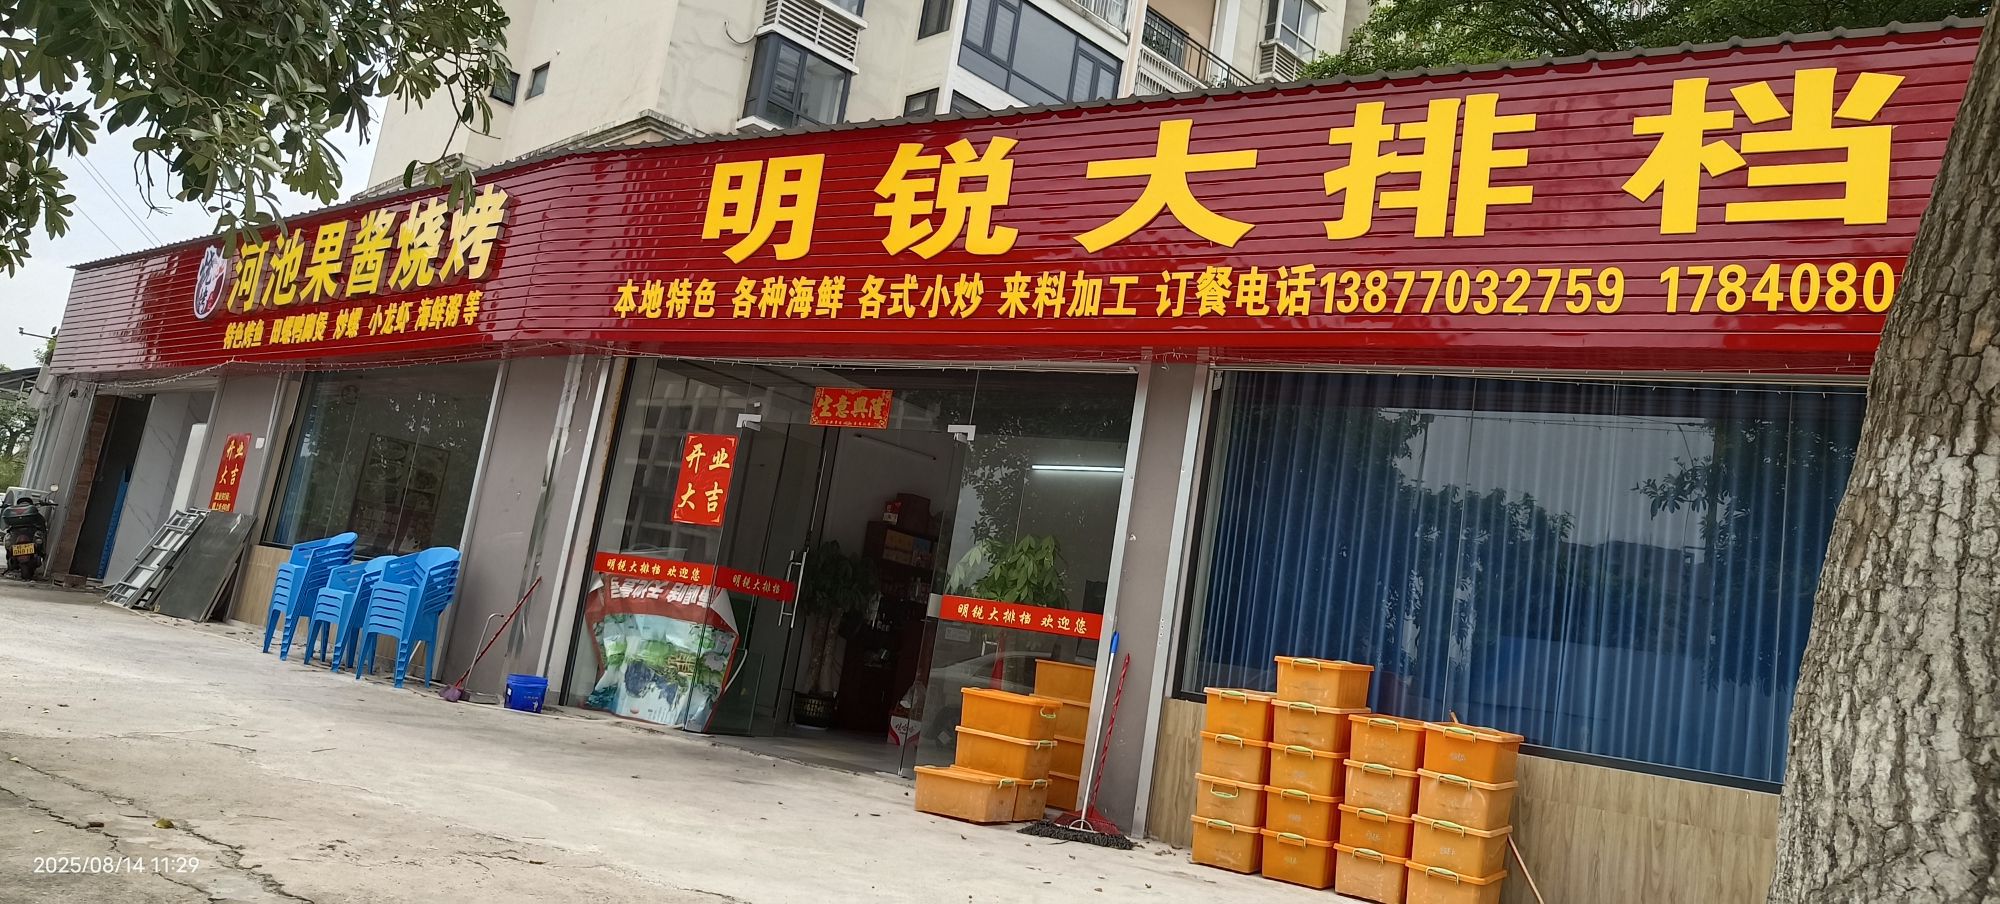 河池果酱烧烤
特色烤鱼 田螺鸭脚煲 炒螺 小龙虾 海鲜粥等
明锐大排档
本地特色 各种海鲜 各式小炒 来料加工 订餐电话13877032759 1784080
生意興隆
开业
大吉
开业
大吉
明锐大排档 欢迎您
明锐大排档
明锐大排档 欢迎您
2025/08/14 11:29